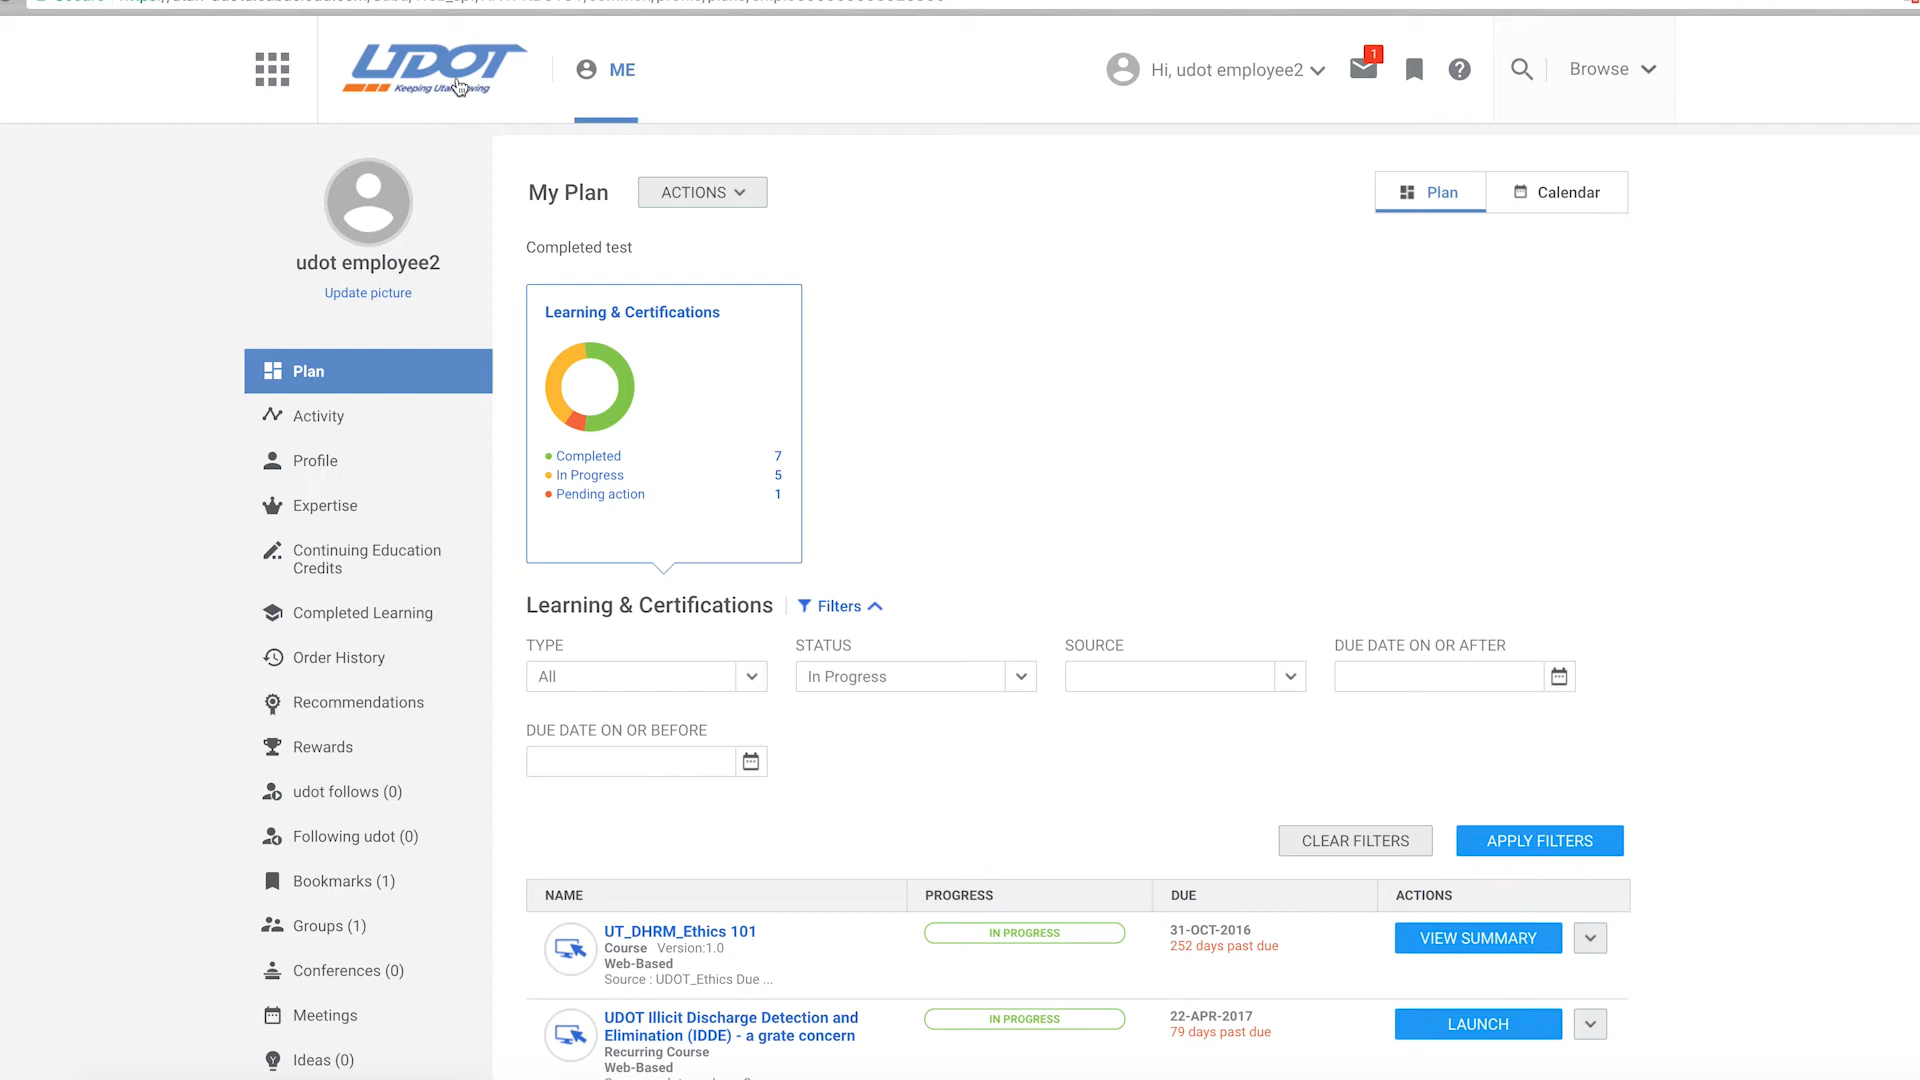 UDOT
Keeping Utah Moving
ME
Hi, udot employee2
1
Browse
udot employee2
Update picture
Plan
Activity
Profile
Expertise
Continuing Education
Credits
Completed Learning
Order History
Recommendations
Rewards
udot follows (0)
Following udot (0)
Bookmarks (1)
Groups (1)
Conferences (0)
Meetings
Ideas (0)
My Plan
ACTIONS
Plan
Calendar
Completed test
Learning & Certifications
Completed 7
In Progress 5
Pending action 1
Learning & Certifications
Filters
TYPE
All
STATUS
In Progress
SOURCE
DUE DATE ON OR AFTER
DUE DATE ON OR BEFORE
CLEAR FILTERS
APPLY FILTERS
NAME PROGRESS DUE ACTIONS
UT_DHRM_Ethics 101
Course Version:1.0
Web-Based
Source : UDOT_Ethics Due ...
IN PROGRESS
31-OCT-2016
252 days past due
VIEW SUMMARY
UDOT Illicit Discharge Detection and
Elimination (IDDE) - a grate concern
Recurring Course
Web-Based
IN PROGRESS
22-APR-2017
79 days past due
LAUNCH